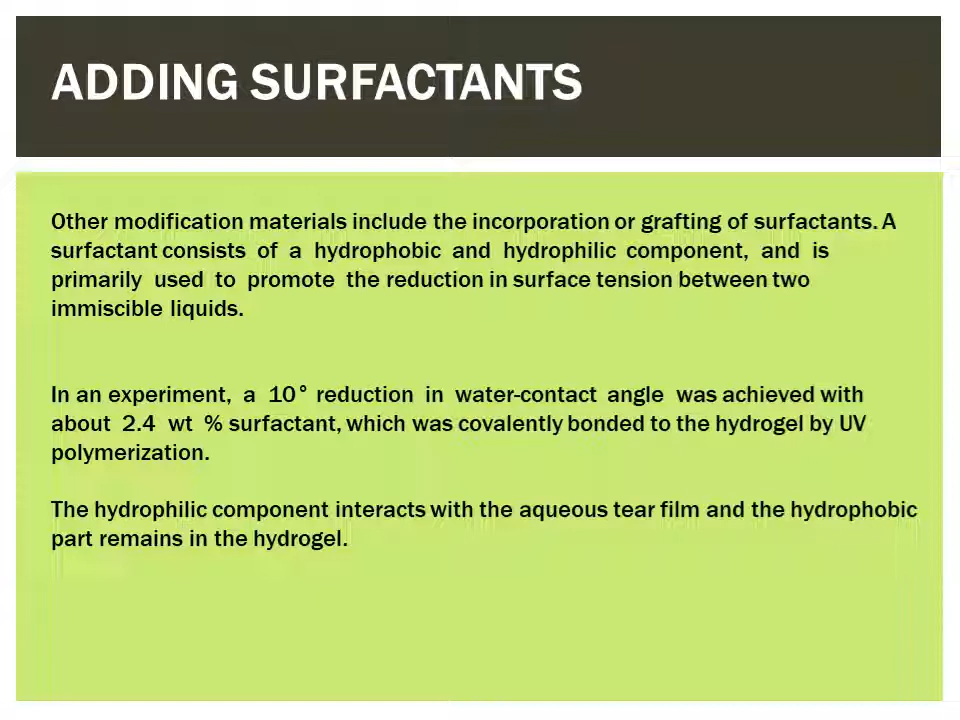 ADDING SURFACTANTS
Other modification materials include the incorporation or grafting of surfactants. A
surfactant consists of a hydrophobic and hydrophilic component, and is
primarily used to promote the reduction in surface tension between two
immiscible liquids.
In an experiment, a 10° reduction in water-contact angle was achieved with
about 2.4 wt % surfactant, which was covalently bonded to the hydrogel by UV
polymerization.
The hydrophilic component interacts with the aqueous tear film and the hydrophobic
part remains in the hydrogel.